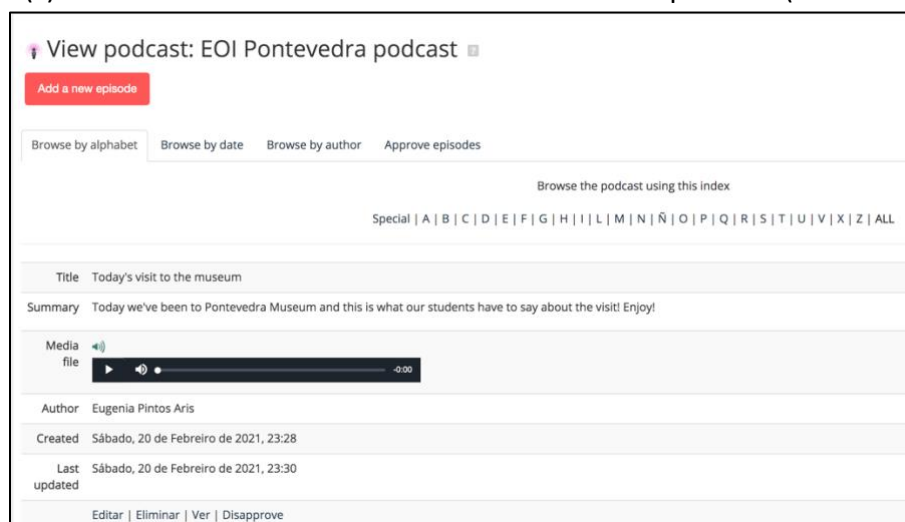 View podcast: EOI Pontevedra podcast
Add a new episode
Browse by alphabet Browse by date Browse by author Approve episodes
Browse the podcast using this index
Special | A | B | C | D | E | F | G | H | I | L | M | N | Ñ | O | P | Q | R | S | T | U | V | X | Z | ALL
Title Today's visit to the museum
Summary Today we've been to Pontevedra Museum and this is what our students have to say about the visit! Enjoy!
Media
file
-0:00
Author Eugenia Pintos Aris
Created Sábado, 20 de Febreiro de 2021, 23:28
Last
updated Sábado, 20 de Febreiro de 2021, 23:30
Editar | Eliminar | Ver | Disapprove